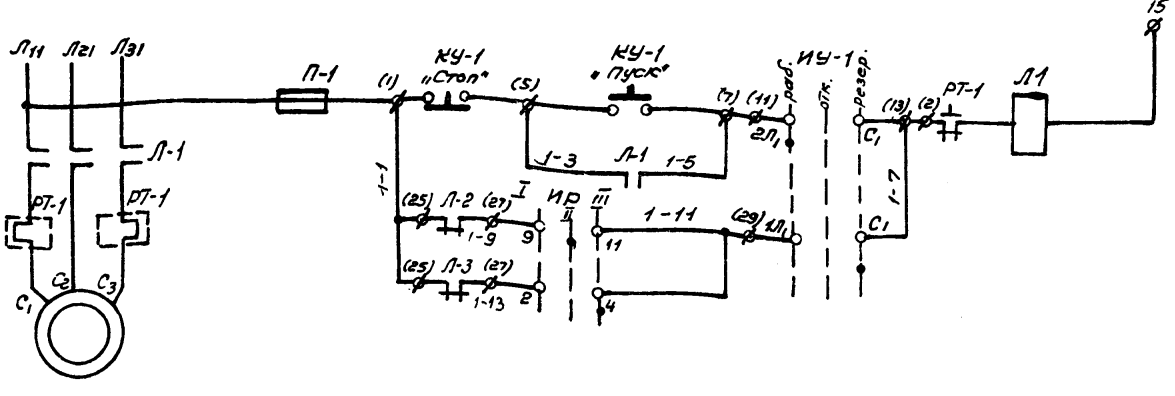 15
Л11 Л21 Л31
П-1
(1)
КУ-1
„Стоп"
(5)
КУ-1
„Пуск"
(7)
(11)
ИУ-1
раб.
отк.
резер.
(13)
(2)
РТ-1
Л1
2Л1
С1
Л-1
1-3
Л-1
1-5
1-1
1-7
РТ-1
РТ-1
(25)
Л-2
(27)
I
ИР
II
III
1-11
(29)
1Л1
С1
1-9
9
11
(25)
Л-3
(27)
1-13
2
4
С1
С2
С3